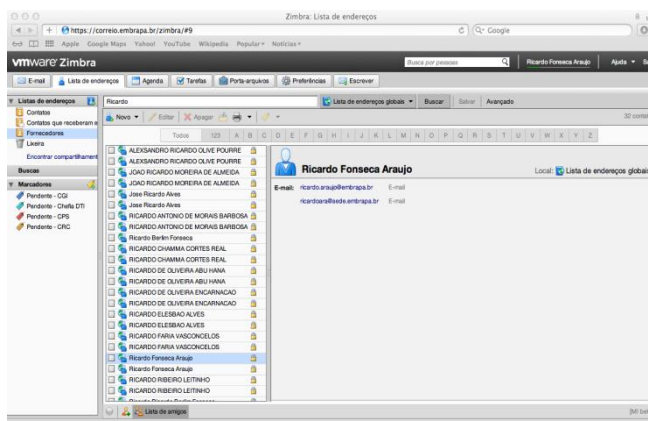 Zimbra: Lista de endereços
https://correio.embrapa.br/zimbra/#9
Google
Apple Google Maps Yahoo! YouTube Wikipedia Popular Notícias
vmware Zimbra
Busca por pessoas
Ricardo Fonseca Araujo
Ajuda
E-mail Lista de endereços Agenda Tarefas Porta-arquivos Preferências Escrever
Listas de endereços
Ricardo
Lista de endereços globais Buscar Salvar Avançado
Contatos
Novo Editar Apagar
Contatos que receberam e
Todos 123 A B C D E F G H I J K L M N O P Q R S T U V W X Y Z
Fornecedores
Lixeira
Encontrar compartilhament
Buscas
Marcadores
Pendente - CGI
Pendente - Chefia DTI
Pendente - CPS
Pendente - CRC
ALEXSANDRO RICARDO OLIVE POURRE
ALEXSANDRO RICARDO OLIVE POURRE
JOAO RICARDO MOREIRA DE ALMEIDA
JOAO RICARDO MOREIRA DE ALMEIDA
Jose Ricardo Alves
Jose Ricardo Alves
RICARDO ANTONIO DE MORAIS BARBOSA
RICARDO ANTONIO DE MORAIS BARBOSA
Ricardo Berlim Fonseca
RICARDO CHAMMA CORTES REAL
RICARDO CHAMMA CORTES REAL
RICARDO DE OLIVEIRA ABU HANA
RICARDO DE OLIVEIRA ABU HANA
RICARDO DE OLIVEIRA ENCARNACAO
RICARDO DE OLIVEIRA ENCARNACAO
RICARDO ELESBAO ALVES
RICARDO ELESBAO ALVES
RICARDO FARIA VASCONCELOS
RICARDO FARIA VASCONCELOS
Ricardo Fonseca Araujo
Ricardo Fonseca Araujo
RICARDO RIBEIRO LEITINHO
RICARDO RIBEIRO LEITINHO
Ricardo Fonseca Araujo
Local: Lista de endereços globais
E-mail: ricardo.araujo@embrapa.br E-mail
ricardoara@sede.embrapa.br E-mail
Lista de amigos